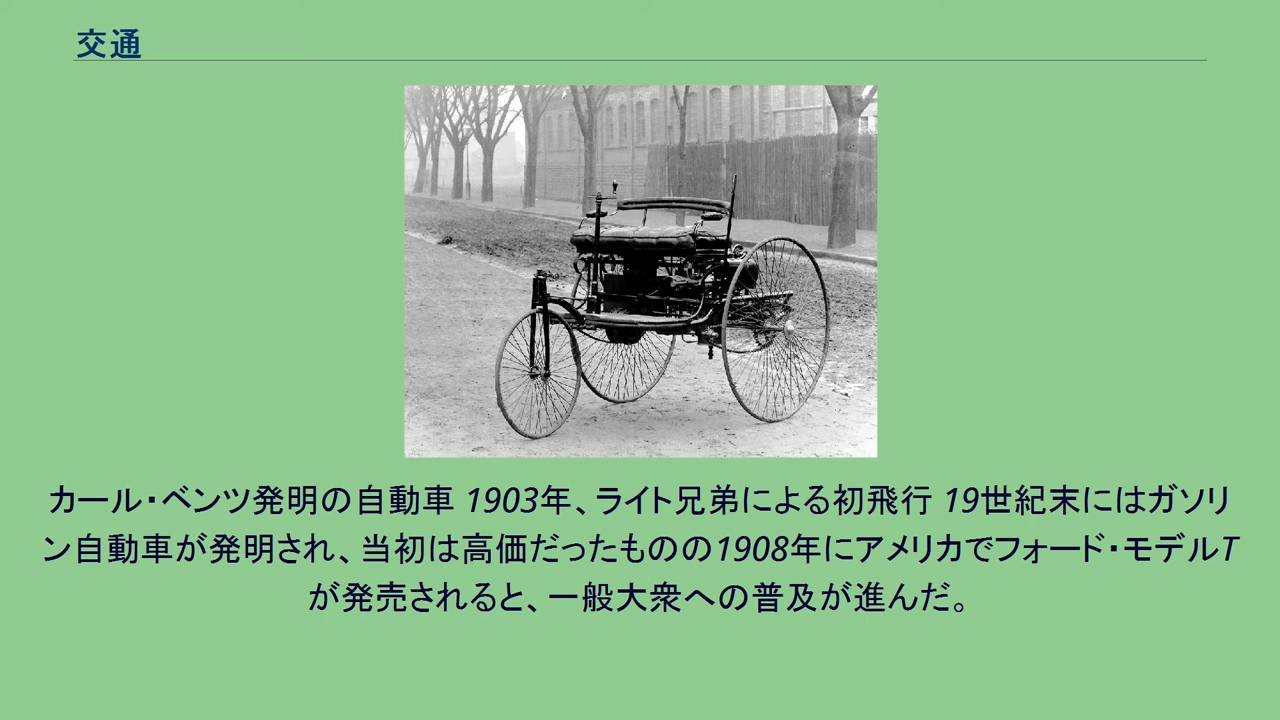 交通
カール・ベンツ発明の自動車 1903年、ライト兄弟による初飛行 19世紀末にはガソリ
ン自動車が発明され、当初は高価だったものの1908年にアメリカでフォード・モデルT
が発売されると、一般大衆への普及が進んだ。